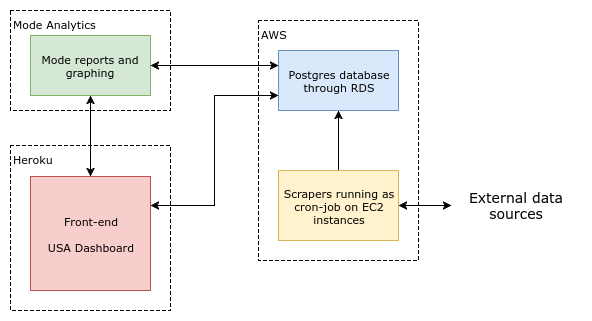 Mode Analytics
Mode reports and
graphing
AWS
Postgres database
through RDS
Heroku
Front-end
USA Dashboard
Scrapers running as
cron-job on EC2
instances
External data
sources